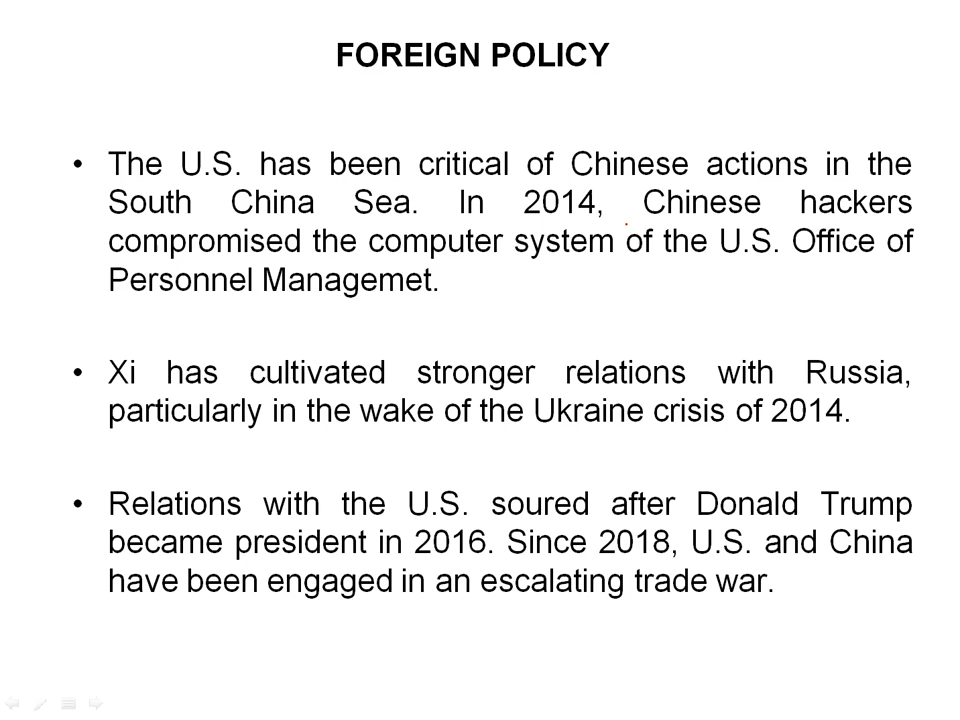 FOREIGN POLICY
• The U.S. has been critical of Chinese actions in the
South China Sea. In 2014, Chinese hackers
compromised the computer system of the U.S. Office of
Personnel Managemet.
• Xi has cultivated stronger relations with Russia,
particularly in the wake of the Ukraine crisis of 2014.
• Relations with the U.S. soured after Donald Trump
became president in 2016. Since 2018, U.S. and China
have been engaged in an escalating trade war.